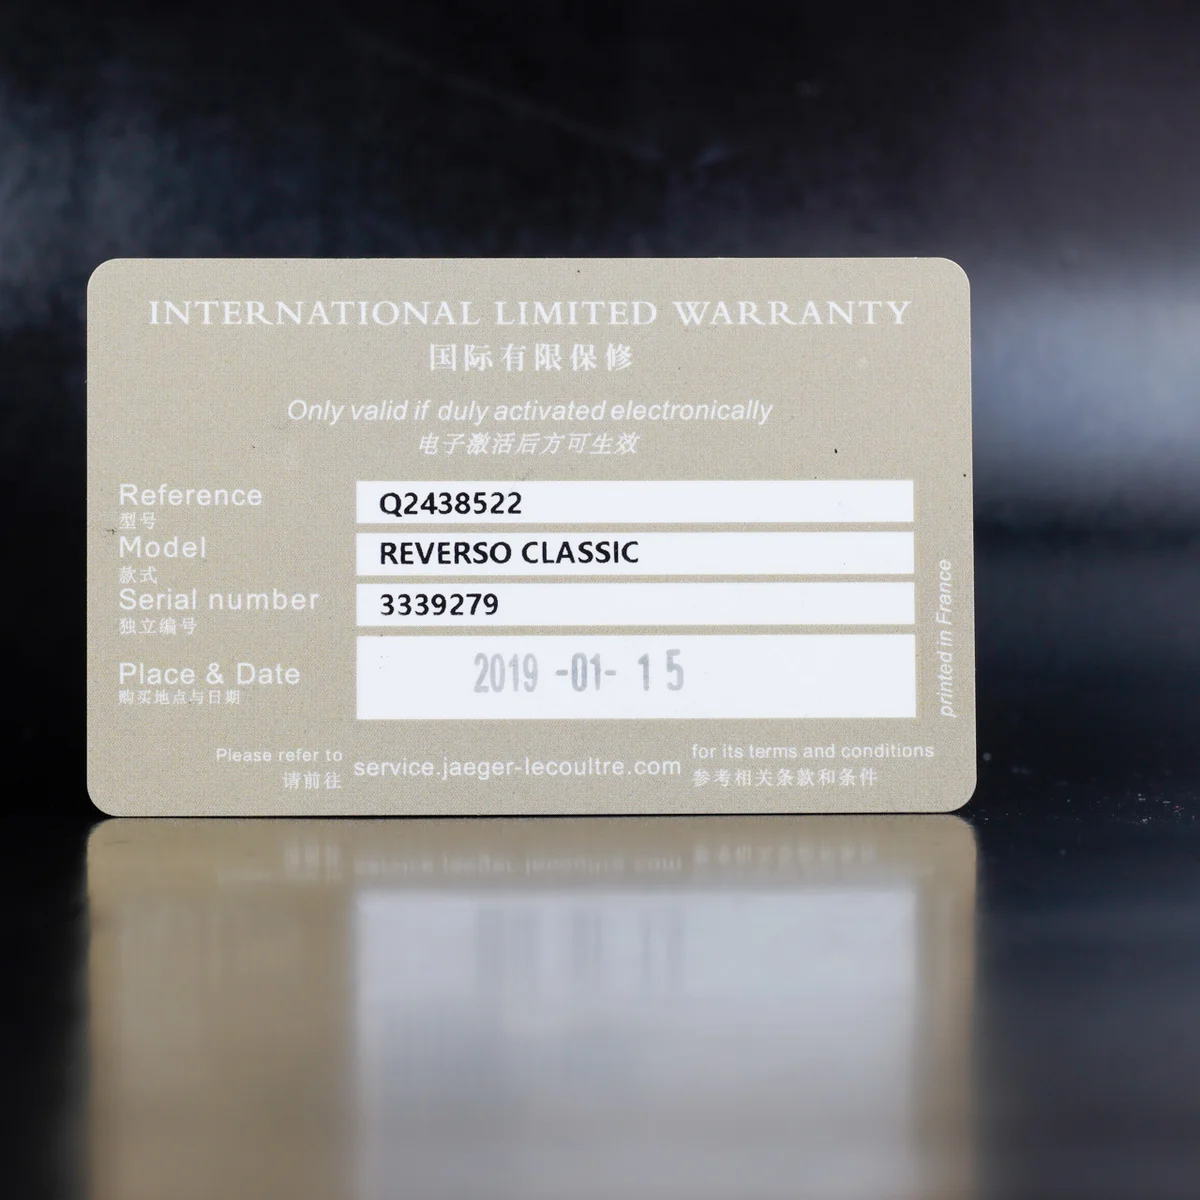 INTERNATIONAL LIMITED WARRANTY
国际有限保修
Only valid if duly activated electronically
电子激活后方可生效
Reference Q2438522
型号
Model REVERSO CLASSIC
款式
Serial number 3339279
独立编号
Place & Date 2019 -01- 15
购买地点与日期
printed in France
Please refer to service.jaeger-lecoultre.com for its terms and conditions
请前往 参考相关条款和条件